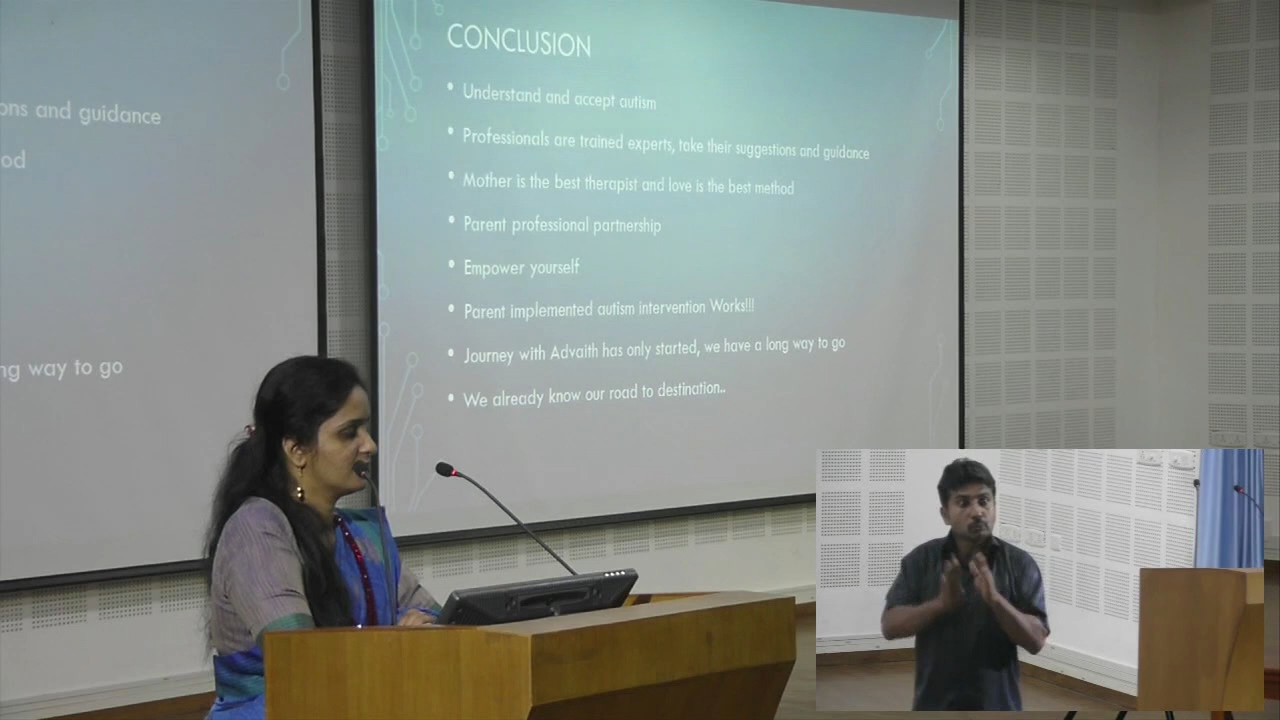 ons and guidance
od
ng way to go
CONCLUSION
• Understand and accept autism
• Professionals are trained experts, take their suggestions and guidance
• Mother is the best therapist and love is the best method
• Parent professional partnership
• Empower yourself
• Parent implemented autism intervention Works!!!
• Journey with Advaith has only started, we have a long way to go
• We already know our road to destination..